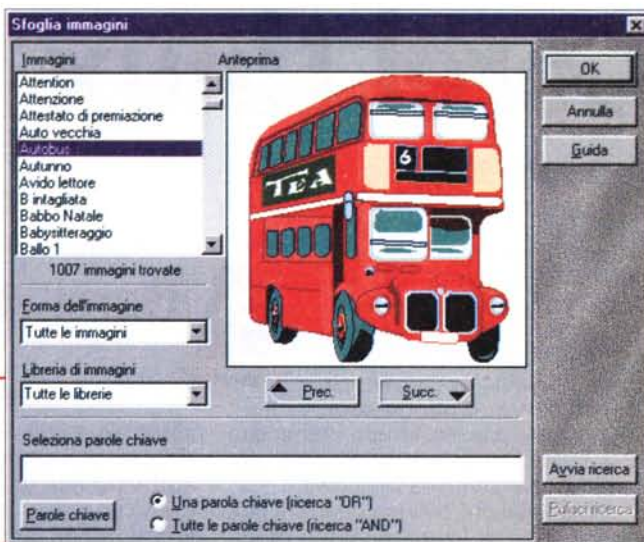 Sfoglia immagini
Immagini
Attention
Attenzione
Attestato di premiazione
Auto vecchia
Autobus
Autunno
Avido lettore
B intagliata
Babbo Natale
Babysitteraggio
Ballo 1
1007 immagini trovate
Forma dell'immagine
Tutte le immagini
Libreria di immagini
Tutte le librerie
Anteprima
6
TEA
Prec.
Succ.
OK
Annulla
Guida
Seleziona parole chiave
Parole chiave
Una parola chiave (ricerca "OR")
Tutte le parole chiave (ricerca "AND")
Avvia ricerca
Pulisci ricerca